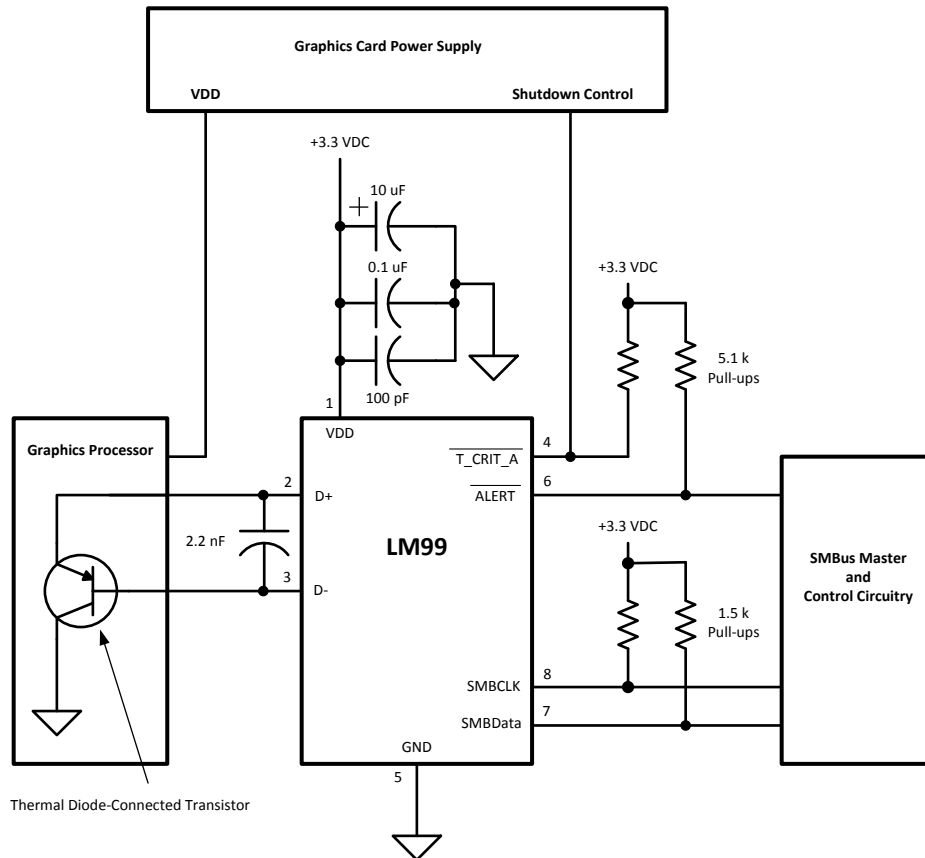 Graphics Card Power Supply
VDD
Shutdown Control
+3.3 VDC
10 uF
0.1 uF
100 pF
+3.3 VDC
5.1 k
Pull-ups
1
VDD
Graphics Processor
4
T_CRIT_A
2
D+
6
ALERT
2.2 nF
LM99
+3.3 VDC
3
D-
SMBus Master
and
Control Circuitry
1.5 k
Pull-ups
8
SMBCLK
7
SMBData
GND
5
Thermal Diode-Connected Transistor